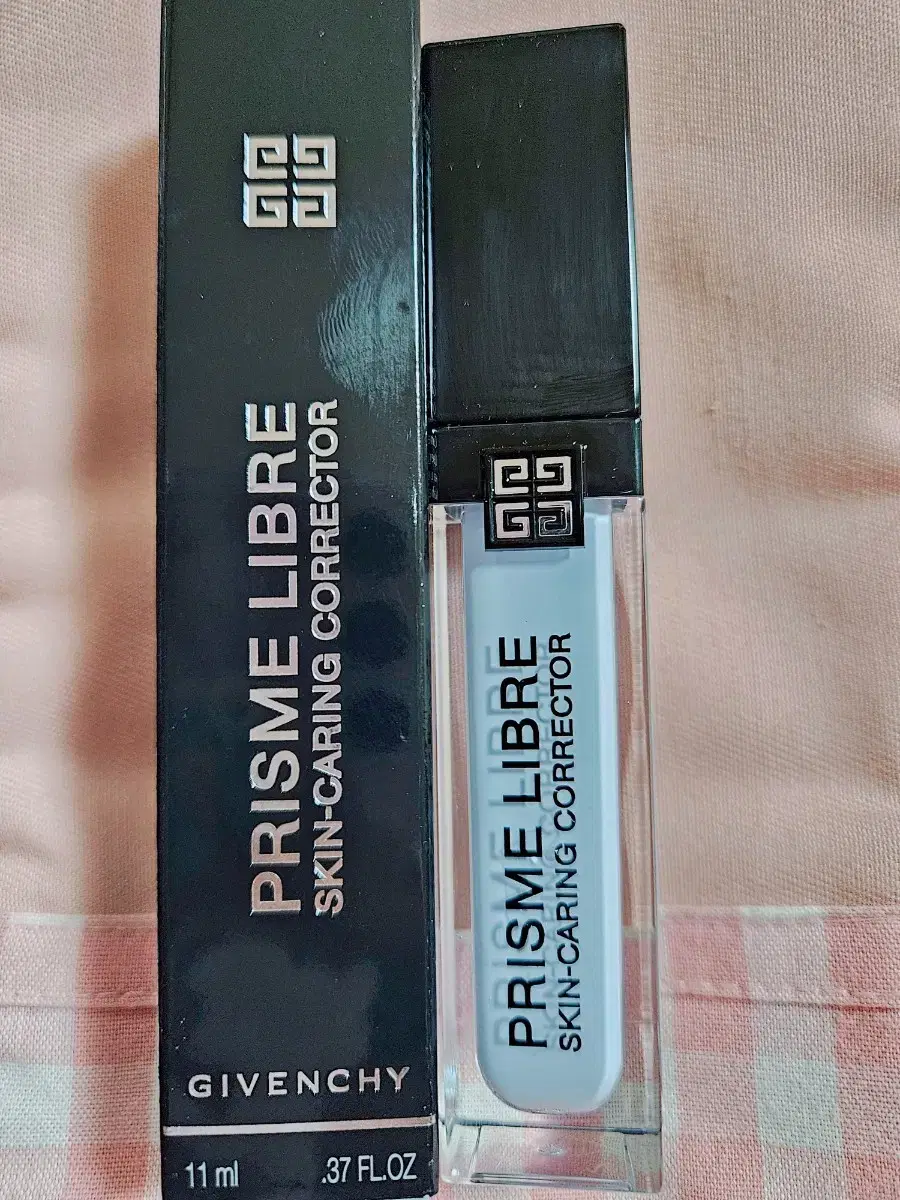 PRISME LIBRE
SKIN-CARING CORRECTOR
GIVENCHY
11 ml .37 FL.OZ
PRISME LIBRE
SKIN-CARING CORRECTOR